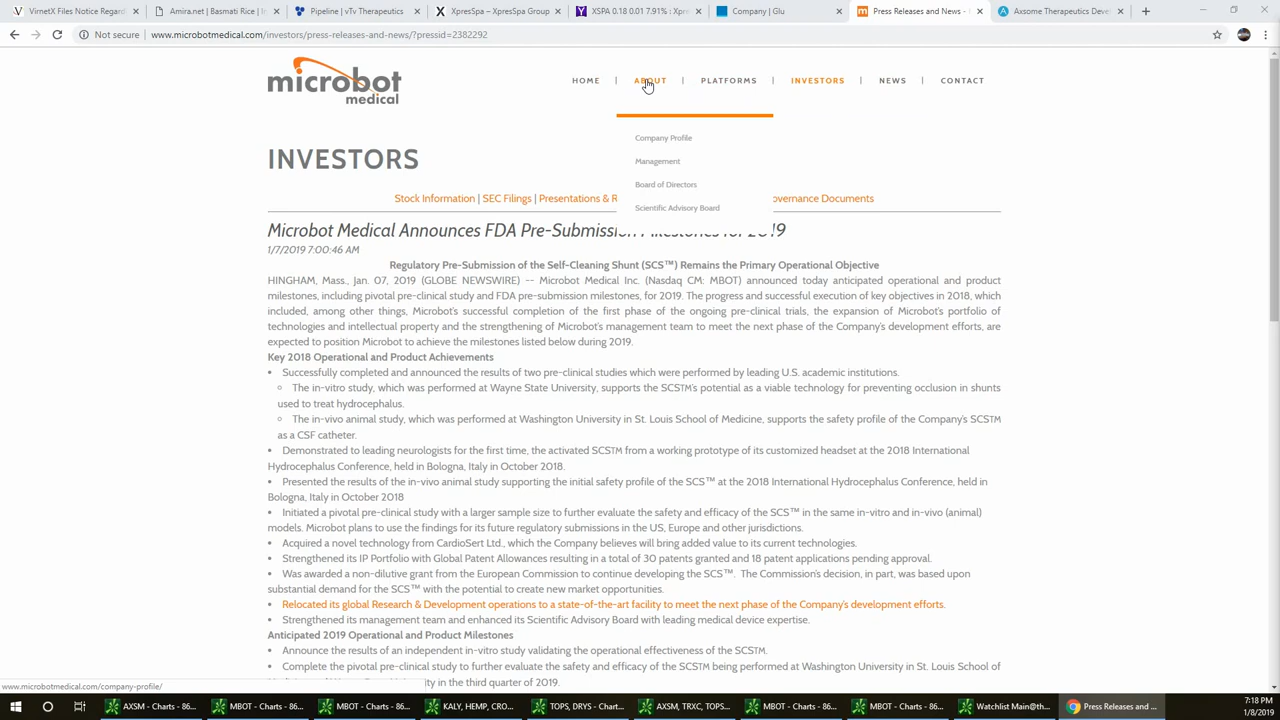 VirnetX Files Notice Regard
Amira.net | Basmati Rice | In
Pipeline | vTv Therapeutics
XpresSpa – XpresSpa Group
XSPA 0.18 0.01 7.91% : Xpre
Company | Glu
Press Releases and News -
Axsome Therapeutics Dev
Not secure | www.microbotmedical.com/investors/press-releases-and-news/?pressid=2382292
microbot
medical
HOME | ABOUT | PLATFORMS | INVESTORS | NEWS | CONTACT
Company Profile
Management
Board of Directors
Scientific Advisory Board
INVESTORS
Stock Information | SEC Filings | Presentations & R
overnance Documents
Microbot Medical Announces FDA Pre-Submission Milestones for 2019
1/7/2019 7:00:46 AM
Regulatory Pre-Submission of the Self-Cleaning Shunt (SCS™) Remains the Primary Operational Objective
HINGHAM, Mass., Jan. 07, 2019 (GLOBE NEWSWIRE) -- Microbot Medical Inc. (Nasdaq CM: MBOT) announced today anticipated operational and product
milestones, including pivotal pre-clinical study and FDA pre-submission milestones, for 2019. The progress and successful execution of key objectives in 2018, which
included, among other things, Microbot's successful completion of the first phase of the ongoing pre-clinical trials, the expansion of Microbot's portfolio of
technologies and intellectual property and the strengthening of Microbot's management team to meet the next phase of the Company's development efforts, are
expected to position Microbot to achieve the milestones listed below during 2019.
Key 2018 Operational and Product Achievements
• Successfully completed and announced the results of two pre-clinical studies which were performed by leading U.S. academic institutions.
○ The in-vitro study, which was performed at Wayne State University, supports the SCS™'s potential as a viable technology for preventing occlusion in shunts
used to treat hydrocephalus.
○ The in-vivo animal study, which was performed at Washington University in St. Louis School of Medicine, supports the safety profile of the Company's SCS™
as a CSF catheter.
• Demonstrated to leading neurologists for the first time, the activated SCS™ from a working prototype of its customized headset at the 2018 International
Hydrocephalus Conference, held in Bologna, Italy in October 2018.
• Presented the results of the in-vivo animal study supporting the initial safety profile of the SCS™ at the 2018 International Hydrocephalus Conference, held in
Bologna, Italy in October 2018
• Initiated a pivotal pre-clinical study with a larger sample size to further evaluate the safety and efficacy of the SCS™ in the same in-vitro and in-vivo (animal)
models. Microbot plans to use the findings for its future regulatory submissions in the US, Europe and other jurisdictions.
• Acquired a novel technology from CardioSert Ltd., which the Company believes will bring added value to its current technologies.
• Strengthened its IP Portfolio with Global Patent Allowances resulting in a total of 30 patents granted and 18 patent applications pending approval.
• Was awarded a non-dilutive grant from the European Commission to continue developing the SCS™. The Commission's decision, in part, was based upon
substantial demand for the SCS™ with the potential to create new market opportunities.
• Relocated its global Research & Development operations to a state-of-the-art facility to meet the next phase of the Company's development efforts.
• Strengthened its management team and enhanced its Scientific Advisory Board with leading medical device expertise.
Anticipated 2019 Operational and Product Milestones
• Announce the results of an independent in-vitro study validating the operational effectiveness of the SCS™.
• Complete the pivotal pre-clinical study to further evaluate the safety and efficacy of the SCS™ being performed at Washington University in St. Louis School of
ity in the third quarter of 2019.
www.microbotmedical.com/company-profile/
AXSM - Charts - 86...
MBOT - Charts - 86...
MBOT - Charts - 86...
KALY, HEMP, CRO...
TOPS, DRYS - Chart...
AXSM, TRXC, TOPS...
MBOT - Charts - 86...
MBOT - Charts - 86...
Watchlist Main@th...
Press Releases and ...
7:18 PM
1/8/2019